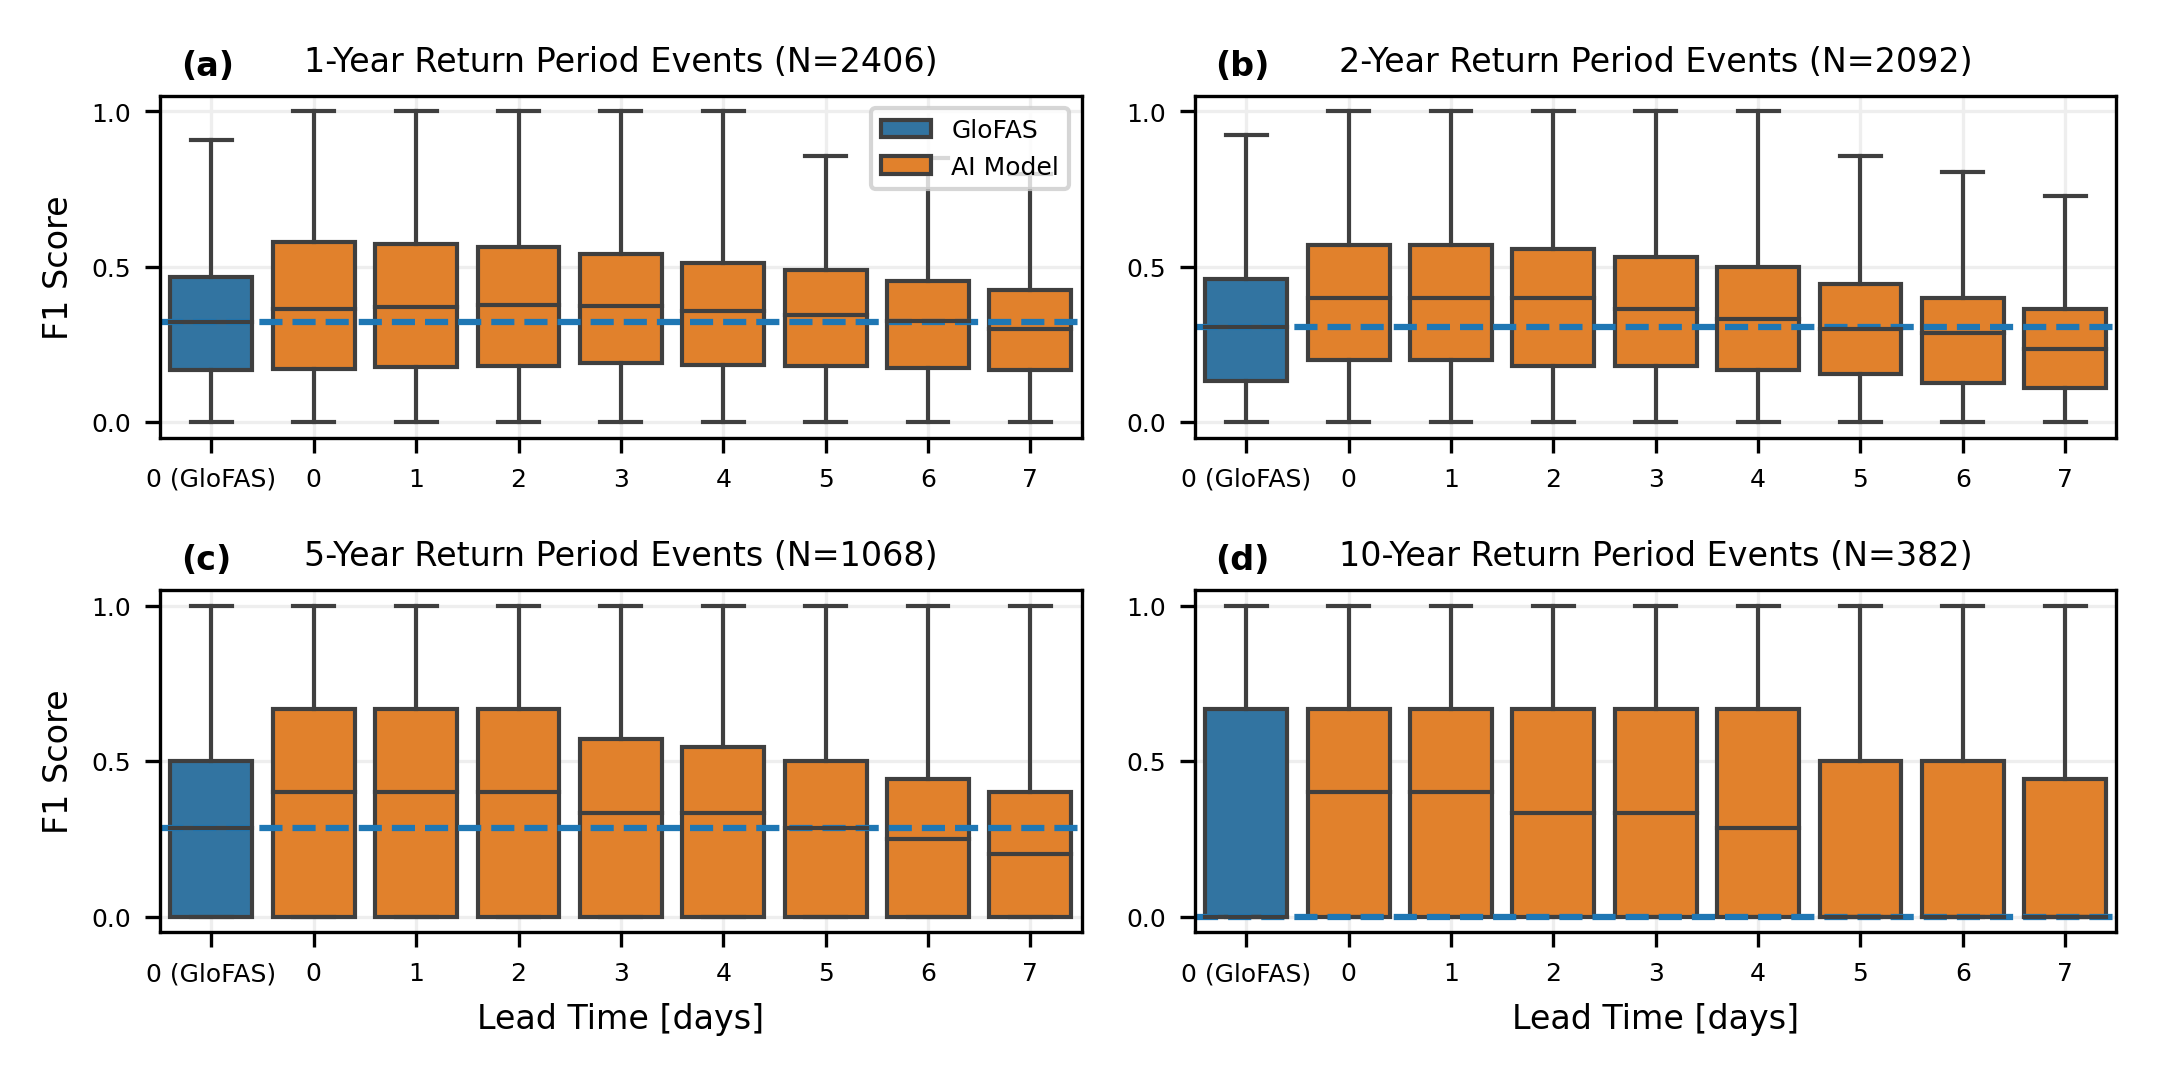 (a) 1-Year Return Period Events (N=2406)
F1 Score
1.0
0.5
0.0
GloFAS
AI Model
0 (GloFAS) 0 1 2 3 4 5 6 7
(b) 2-Year Return Period Events (N=2092)
1.0
0.5
0.0
0 (GloFAS) 0 1 2 3 4 5 6 7
(c) 5-Year Return Period Events (N=1068)
F1 Score
1.0
0.5
0.0
0 (GloFAS) 0 1 2 3 4 5 6 7
Lead Time [days]
(d) 10-Year Return Period Events (N=382)
1.0
0.5
0.0
0 (GloFAS) 0 1 2 3 4 5 6 7
Lead Time [days]